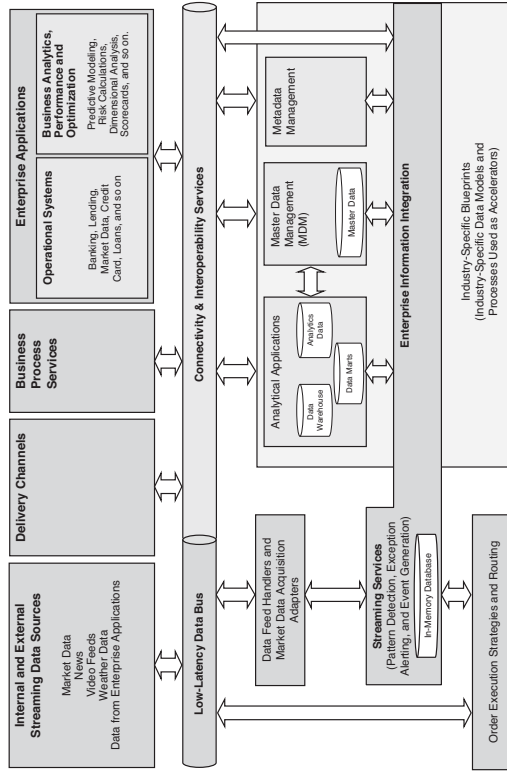 Internal and External
Streaming Data Sources
Market Data
News
Video Feeds
Weather Data
Data from Enterprise Applications
Delivery Channels
Business
Process
Services
Enterprise Applications
Operational Systems
Banking, Lending,
Market Data, Credit
Card, Loans, and so on
Business Analytics,
Performance and
Optimization
Predictive Modeling,
Risk Calculations,
Dimensional Analysis,
Scorecards, and so on.
Low-Latency Data Bus
Connectivity & Interoperability Services
Data Feed Handlers and
Market Data Acquisition
Adapters
Analytical Applications
Data
Warehouse
Analytics
Data
Data Marts
Master Data
Management
(MDM)
Master Data
Metadata
Management
Streaming Services
(Pattern Detection, Exception
Alerting, and Event Generation)
In-Memory Database
Enterprise Information Integration
Order Execution Strategies and Routing
Industry-Specific Blueprints
(Industry-Specific Data Models and
Processes Used as Accelerators)